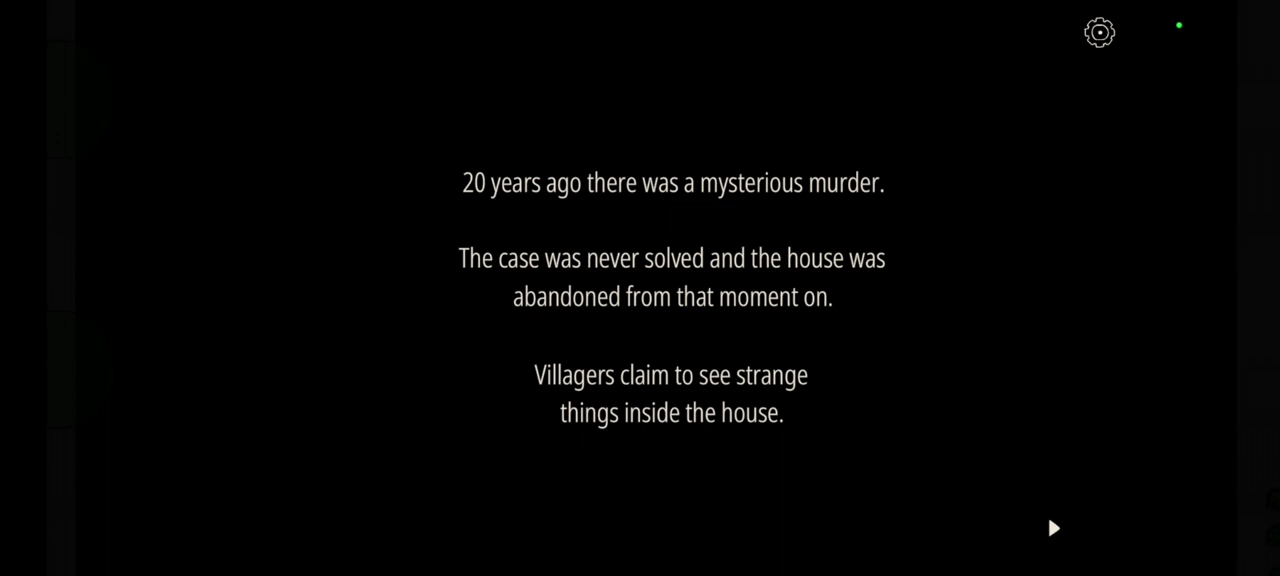 20 years ago there was a mysterious murder.
The case was never solved and the house was
abandoned from that moment on.
Villagers claim to see strange
things inside the house.